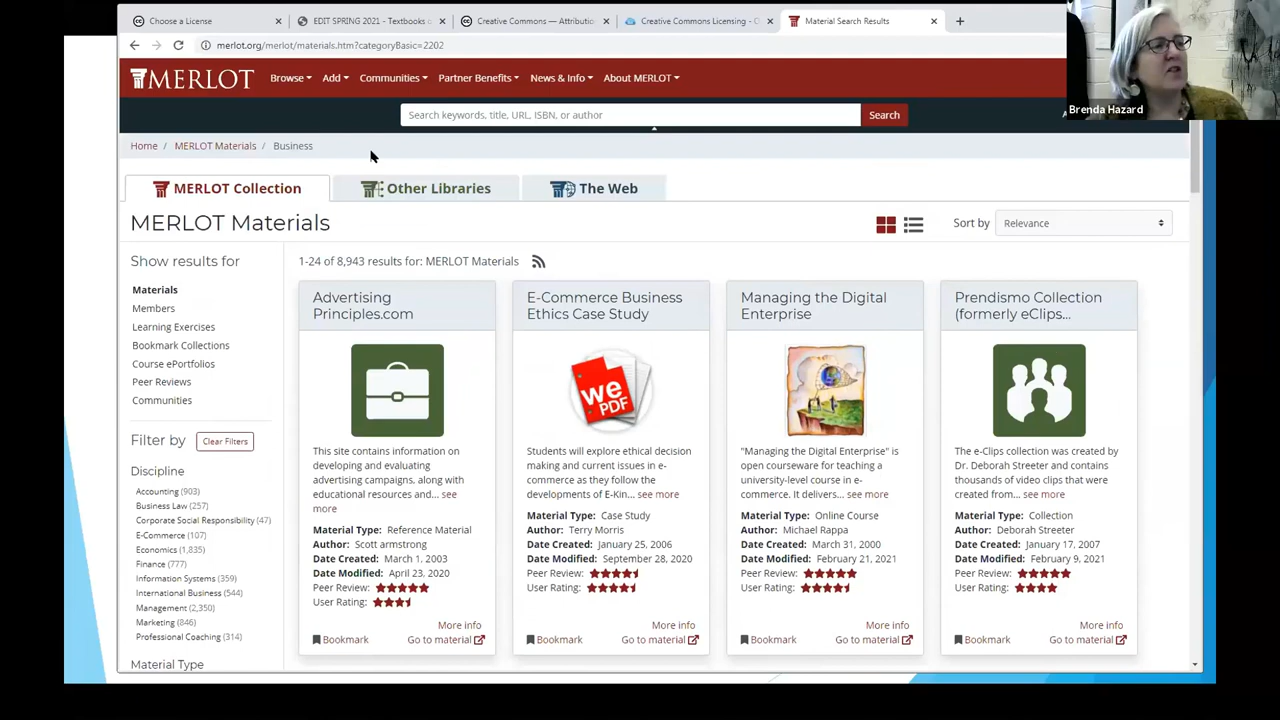 Choose a License
EDIT SPRING 2021 - Textbooks
Creative Commons — Attributio
Creative Commons Licensing - O
Material Search Results
merlot.org/merlot/materials.htm?categoryBasic=2202
Brenda Hazard
MERLOT
Browse
Add
Communities
Partner Benefits
News & Info
About MERLOT
Search keywords, title, URL, ISBN, or author
Search
Home / MERLOT Materials / Business
MERLOT Collection
Other Libraries
The Web
MERLOT Materials
Sort by
Relevance
Show results for
Materials
Members
Learning Exercises
Bookmark Collections
Course ePortfolios
Peer Reviews
Communities
Filter by
Clear Filters
Discipline
Accounting (903)
Business Law (257)
Corporate Social Responsibility (47)
E-Commerce (107)
Economics (1,835)
Finance (777)
Information Systems (359)
International Business (544)
Management (2,350)
Marketing (846)
Professional Coaching (314)
Material Type
1-24 of 8,943 results for: MERLOT Materials
Advertising
Principles.com
This site contains information on
developing and evaluating
advertising campaigns, along with
educational resources and... see
more
Material Type: Reference Material
Author: Scott armstrong
Date Created: March 1, 2003
Date Modified: April 23, 2020
Peer Review:
User Rating:
More info
Bookmark
Go to material
E-Commerce Business
Ethics Case Study
we
PDF
Students will explore ethical decision
making and current issues in e-
commerce as they follow the
developments of E-Kin... see more
Material Type: Case Study
Author: Terry Morris
Date Created: January 25, 2006
Date Modified: September 28, 2020
Peer Review:
User Rating:
More info
Bookmark
Go to material
Managing the Digital
Enterprise
"Managing the Digital Enterprise" is
open courseware for teaching a
university-level course in e-
commerce. It delivers... see more
Material Type: Online Course
Author: Michael Rappa
Date Created: March 31, 2000
Date Modified: February 21, 2021
Peer Review:
User Rating:
More info
Bookmark
Go to material
Prendismo Collection
(formerly eClips...
The e-Clips collection was created by
Dr. Deborah Streeter and contains
thousands of video clips that were
created from... see more
Material Type: Collection
Author: Deborah Streeter
Date Created: January 17, 2007
Date Modified: February 9, 2021
Peer Review:
User Rating:
More info
Bookmark
Go to material